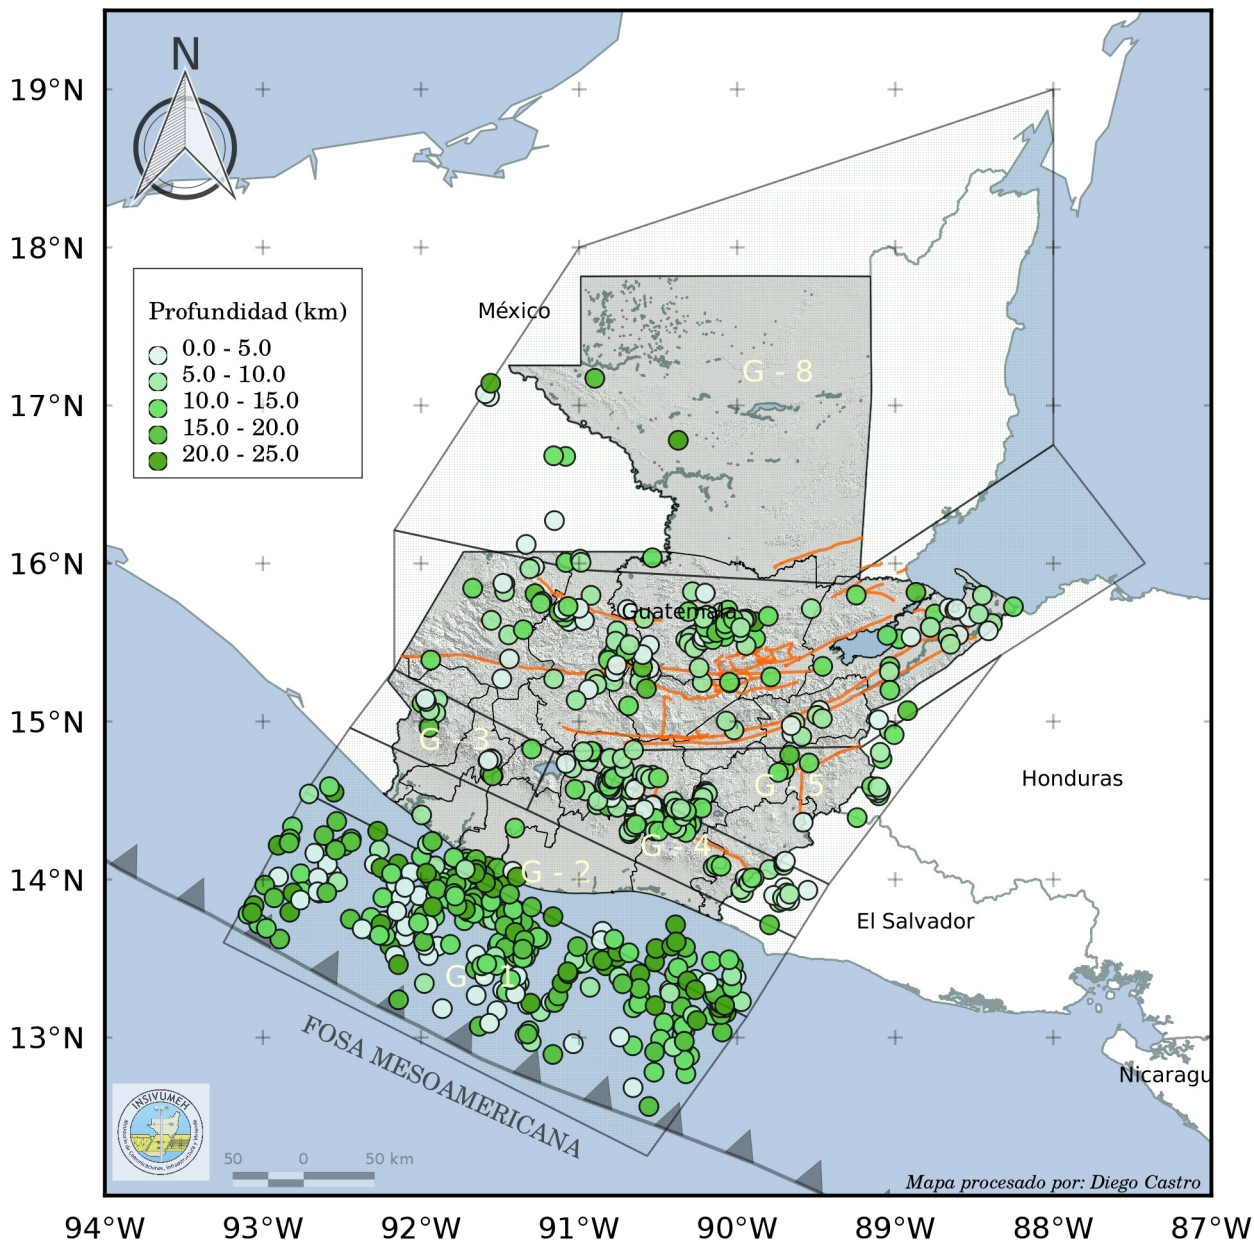 N
19°N
18°N
17°N
16°N
15°N
14°N
13°N
México
Profundidad (km)
0.0 - 5.0
5.0 - 10.0
10.0 - 15.0
15.0 - 20.0
20.0 - 25.0
G - 8
Guatemala
G - 3
G - 5
Honduras
G - 4
G - 2
El Salvador
G - 1
FOSA MESOAMERICANA
Nicaragu
INSIVUMEH
50 0 50 km
Mapa procesado por: Diego Castro
94°W 93°W 92°W 91°W 90°W 89°W 88°W 87°W